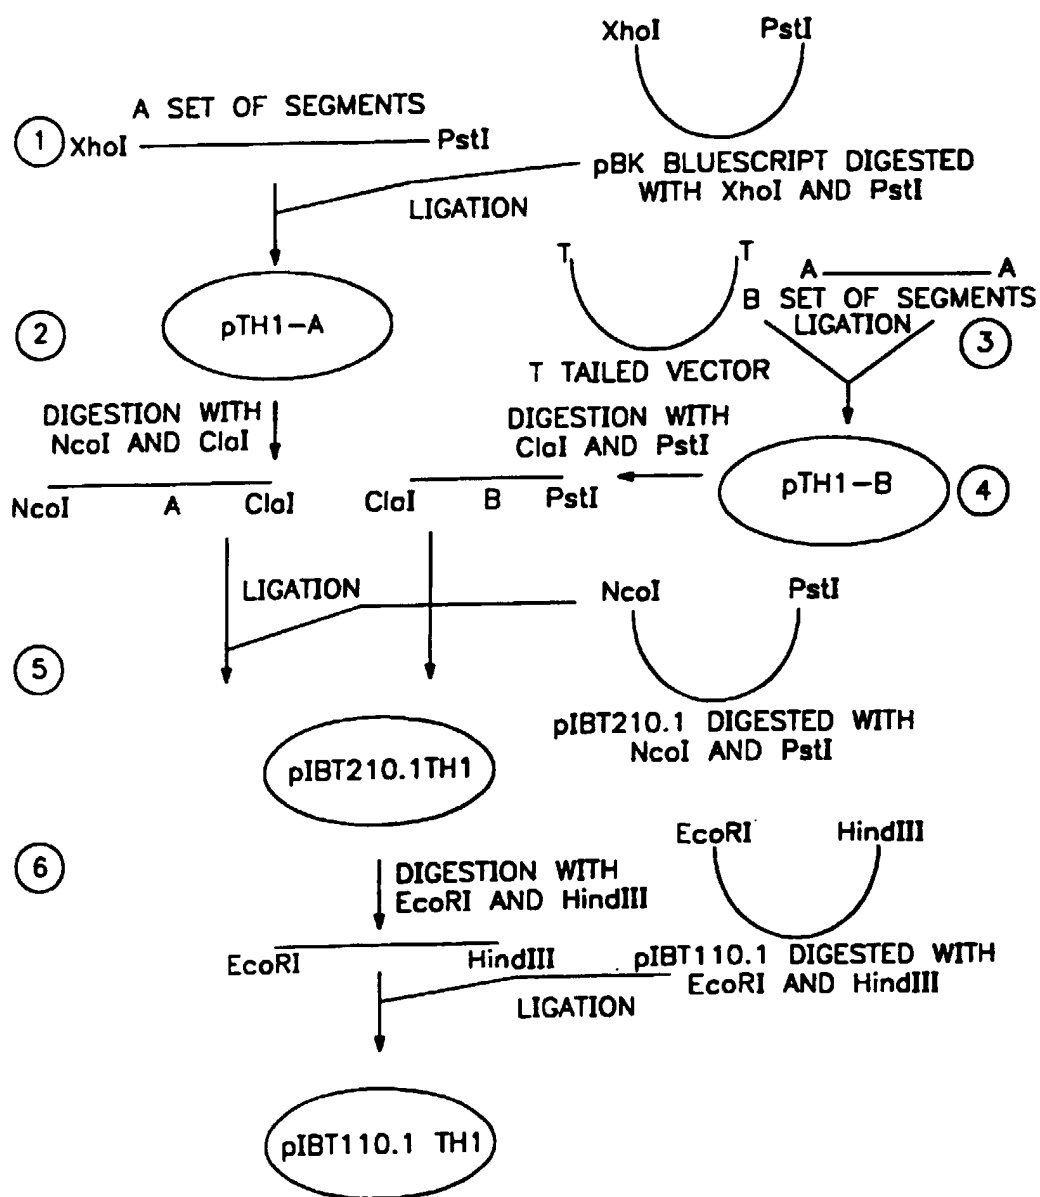 XhoI PstI
A SET OF SEGMENTS
1 XhoI PstI
pBK BLUESCRIPT DIGESTED
WITH XhoI AND PstI
LIGATION
T T
A A
B SET OF SEGMENTS
LIGATION
3
2
pTH1-A
T TAILED VECTOR
DIGESTION WITH
NcoI AND ClaI
DIGESTION WITH
ClaI AND PstI
pTH1-B
4
NcoI A ClaI ClaI B PstI
LIGATION
NcoI PstI
5
pIBT210.1 DIGESTED WITH
NcoI AND PstI
pIBT210.1TH1
EcoRI HindIII
6
DIGESTION WITH
EcoRI AND HindIII
EcoRI HindIII
pIBT110.1 DIGESTED WITH
EcoRI AND HindIII
LIGATION
pIBT110.1 TH1